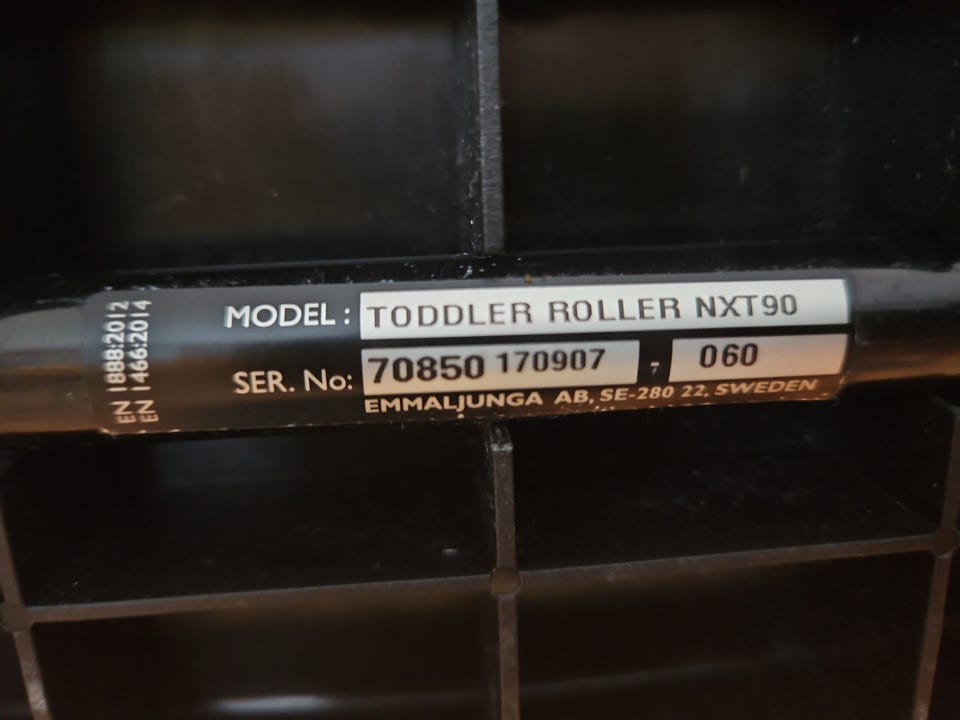 EN 1888:2012
EN 1466:2014
MODEL: TODDLER ROLLER NXT90
SER. No: 70850 170907 - 060
EMMALJUNGA AB, SE-280 22, SWEDEN